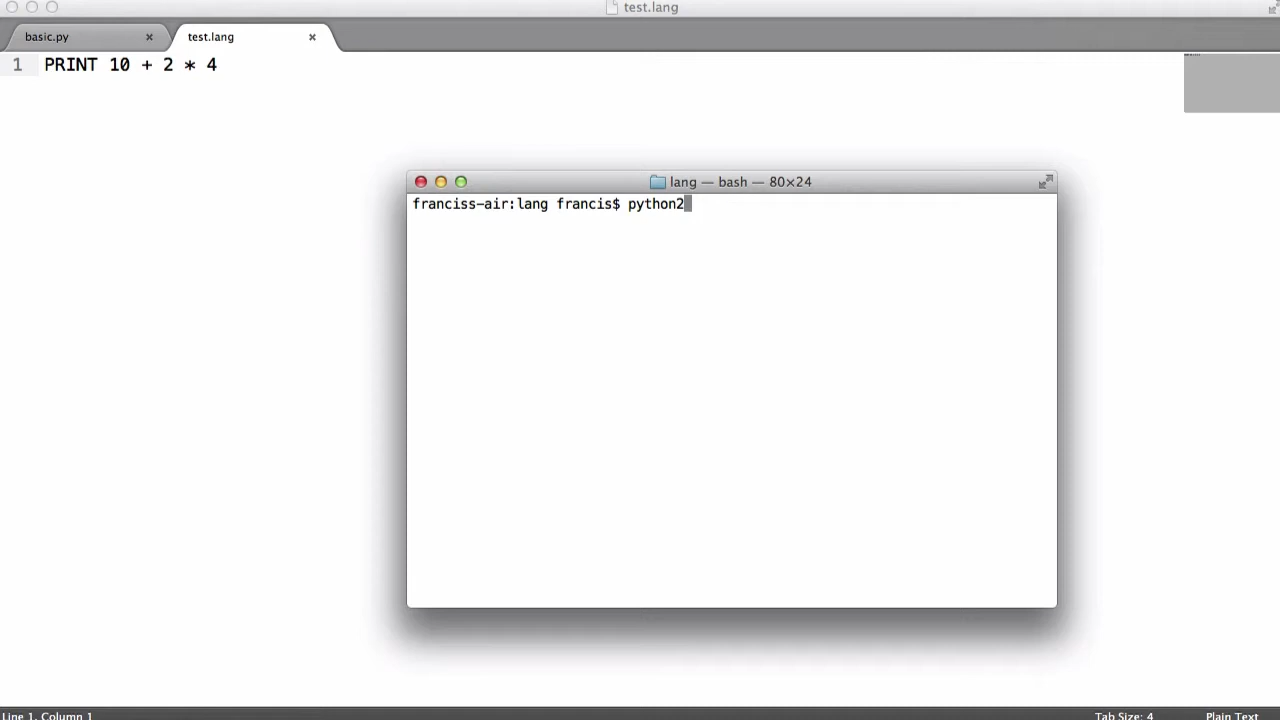 test.lang
basic.py × test.lang ×
1 PRINT 10 + 2 * 4
lang — bash — 80×24
franciss-air:lang francis$ python2
Line 1, Column 1 Tab Size: 4 Plain Text